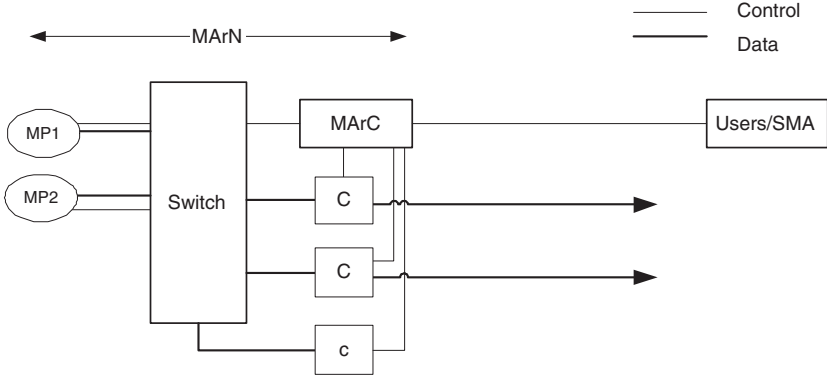 Control
MArN
Data
MP1
MArC
Users/SMA
MP2
Switch
C
C
c